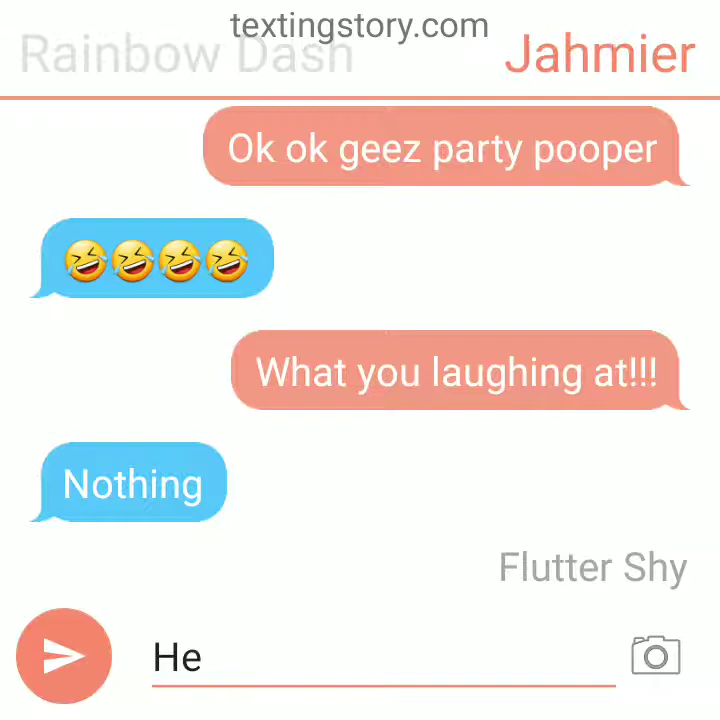 textingstory.com
Rainbow Dash
Jahmier
Ok ok geez party pooper
🤣🤣🤣🤣
What you laughing at!!!
Nothing
Flutter Shy
He